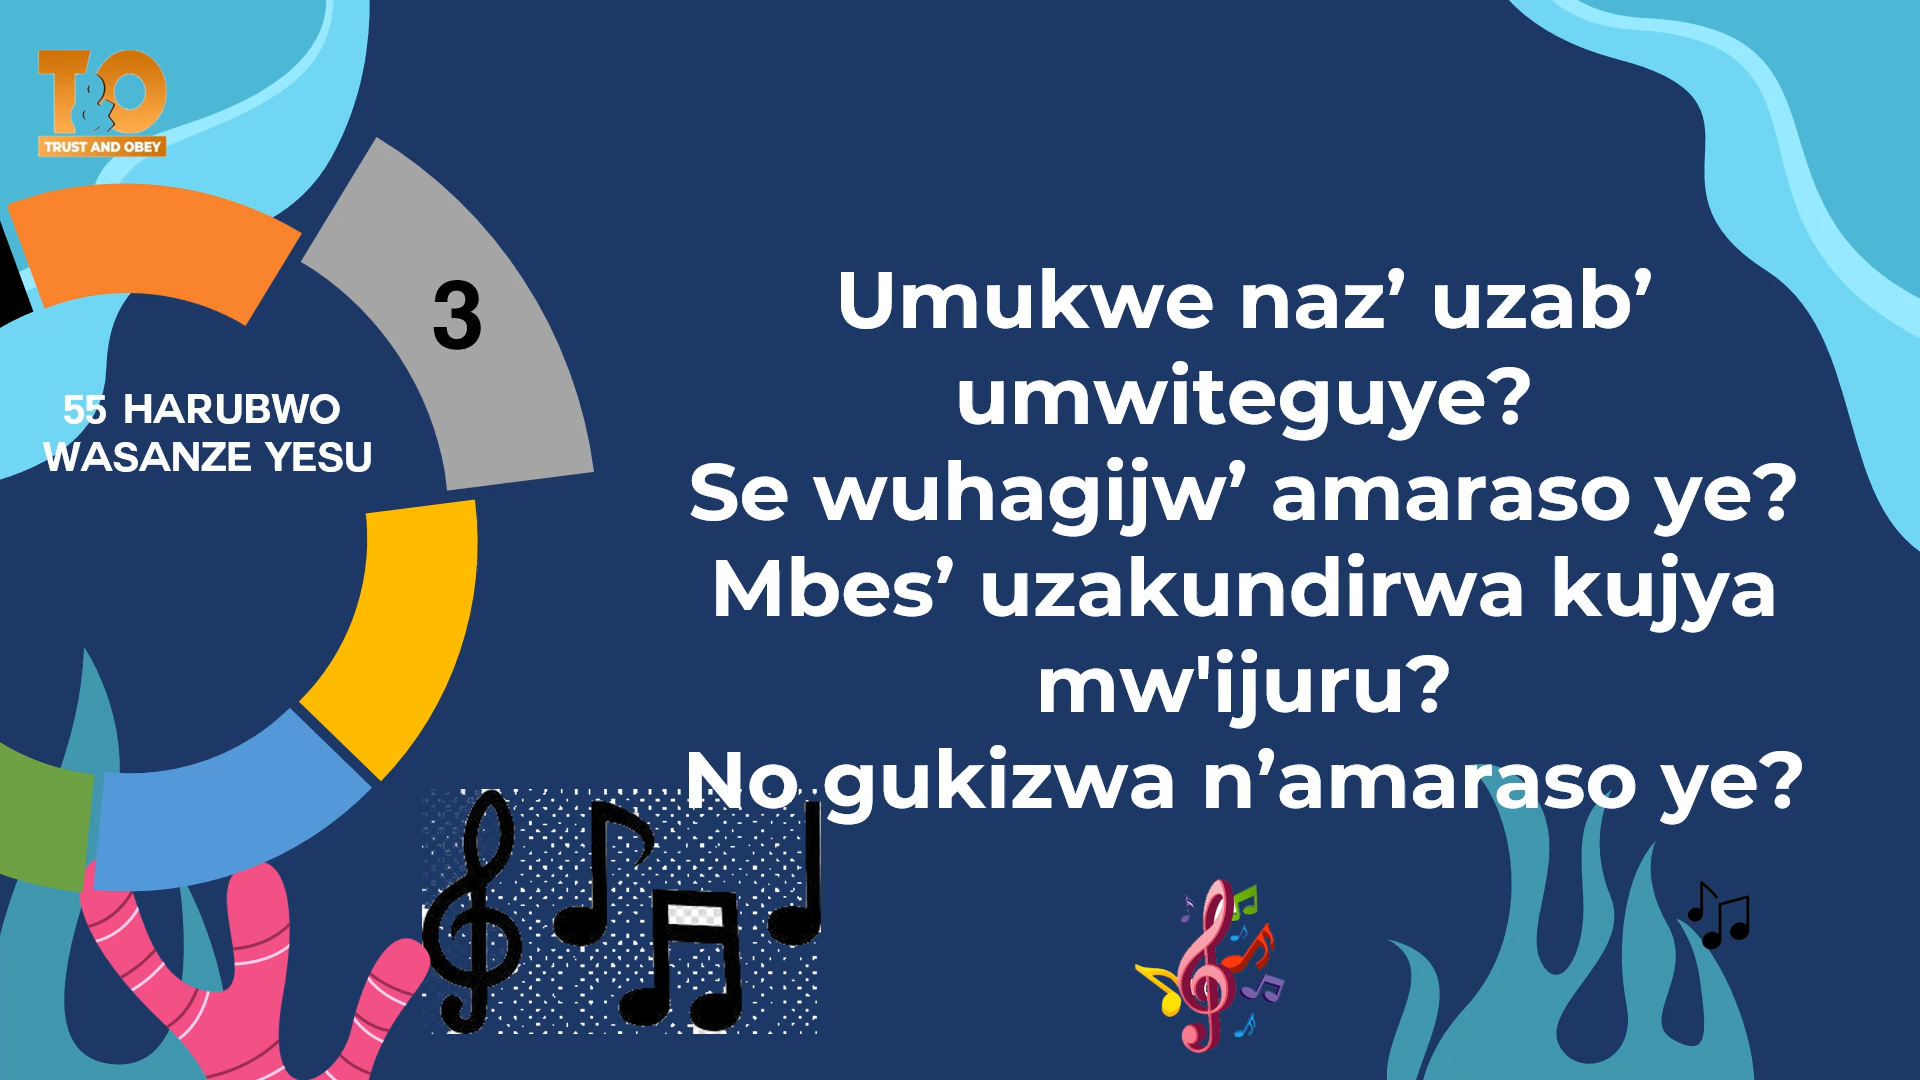 T&O
TRUST AND OBEY
3
55 HARUBWO
WASANZE YESU
Umukwe naz’ uzab’
umwiteguye?
Se wuhagijw’ amaraso ye?
Mbes’ uzakundirwa kujya
mw'ijuru?
No gukizwa n’amaraso ye?